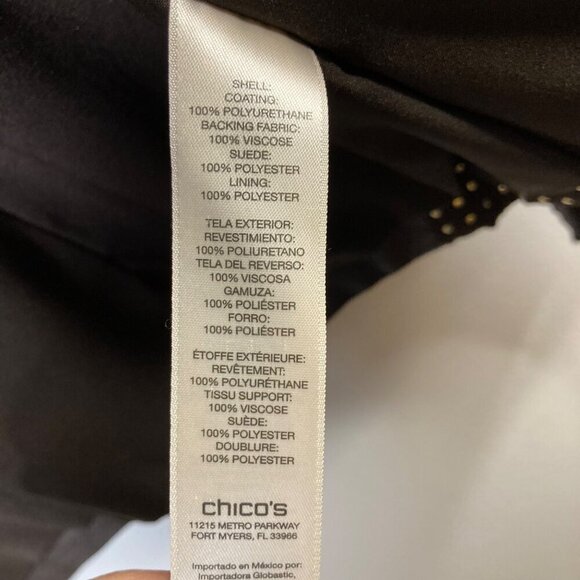 SHELL:
COATING:
100% POLYURETHANE
BACKING FABRIC:
100% VISCOSE
SUEDE:
100% POLYESTER
LINING:
100% POLYESTER
TELA EXTERIOR:
REVESTIMIENTO:
100% POLIURETANO
TELA DEL REVERSO:
100% VISCOSA
GAMUZA:
100% POLIÉSTER
FORRO:
100% POLIÉSTER
ÉTOFFE EXTÉRIEURE:
REVÊTEMENT:
100% POLYURÉTHANE
TISSU SUPPORT:
100% VISCOSE
SUÈDE:
100% POLYESTER
DOUBLURE:
100% POLYESTER
chico's
11215 METRO PARKWAY
FORT MYERS, FL 33966
Importado en México por:
Importadora Globastic,